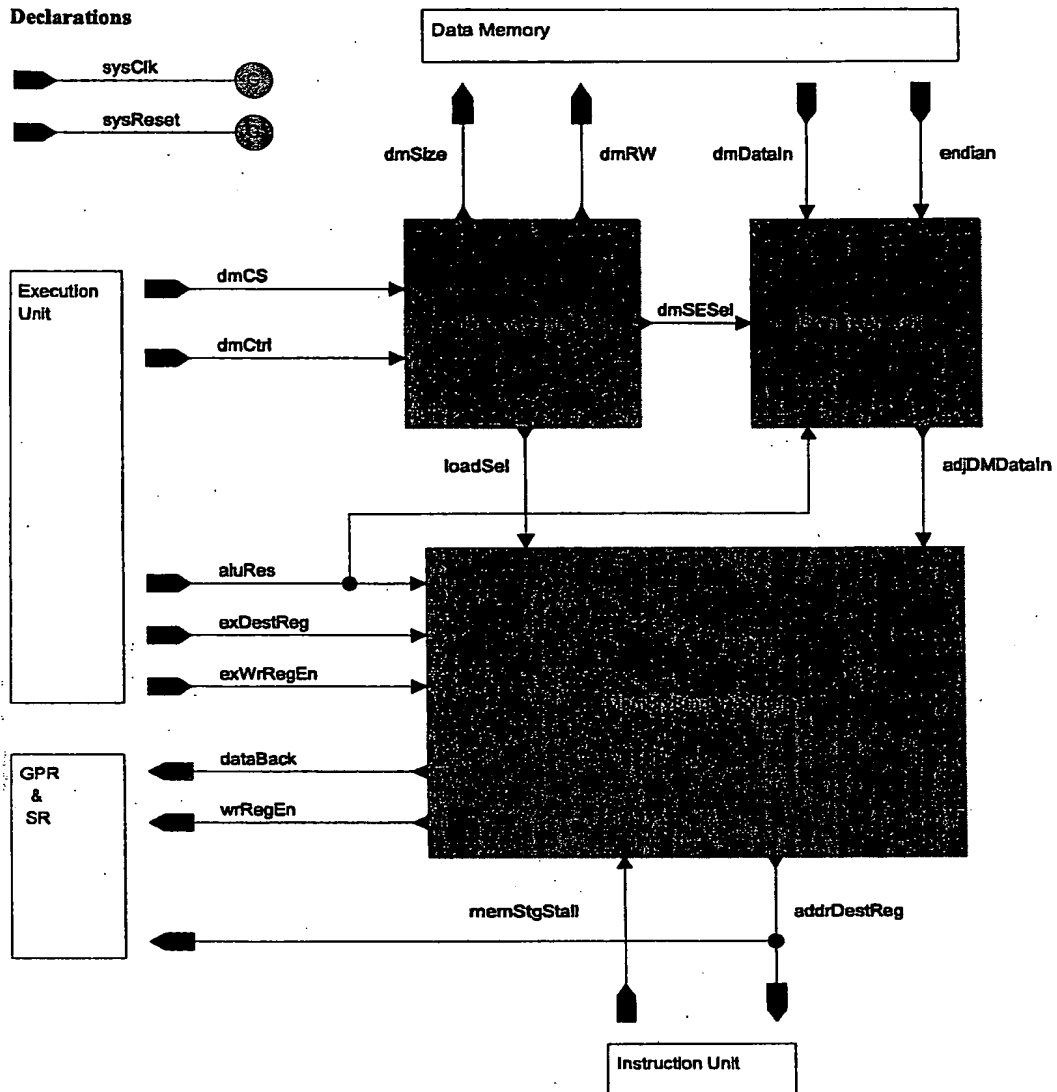 Declarations
sysClk
sysReset
Data Memory
dmSize
dmRW
dmDataIn
endian
Execution
Unit
dmCS
dmCtrl
dmSESel
loadSel
adjDMDataIn
aluRes
exDestReg
exWrRegEn
GPR
&
SR
dataBack
wrRegEn
memStgStall
addrDestReg
Instruction Unit